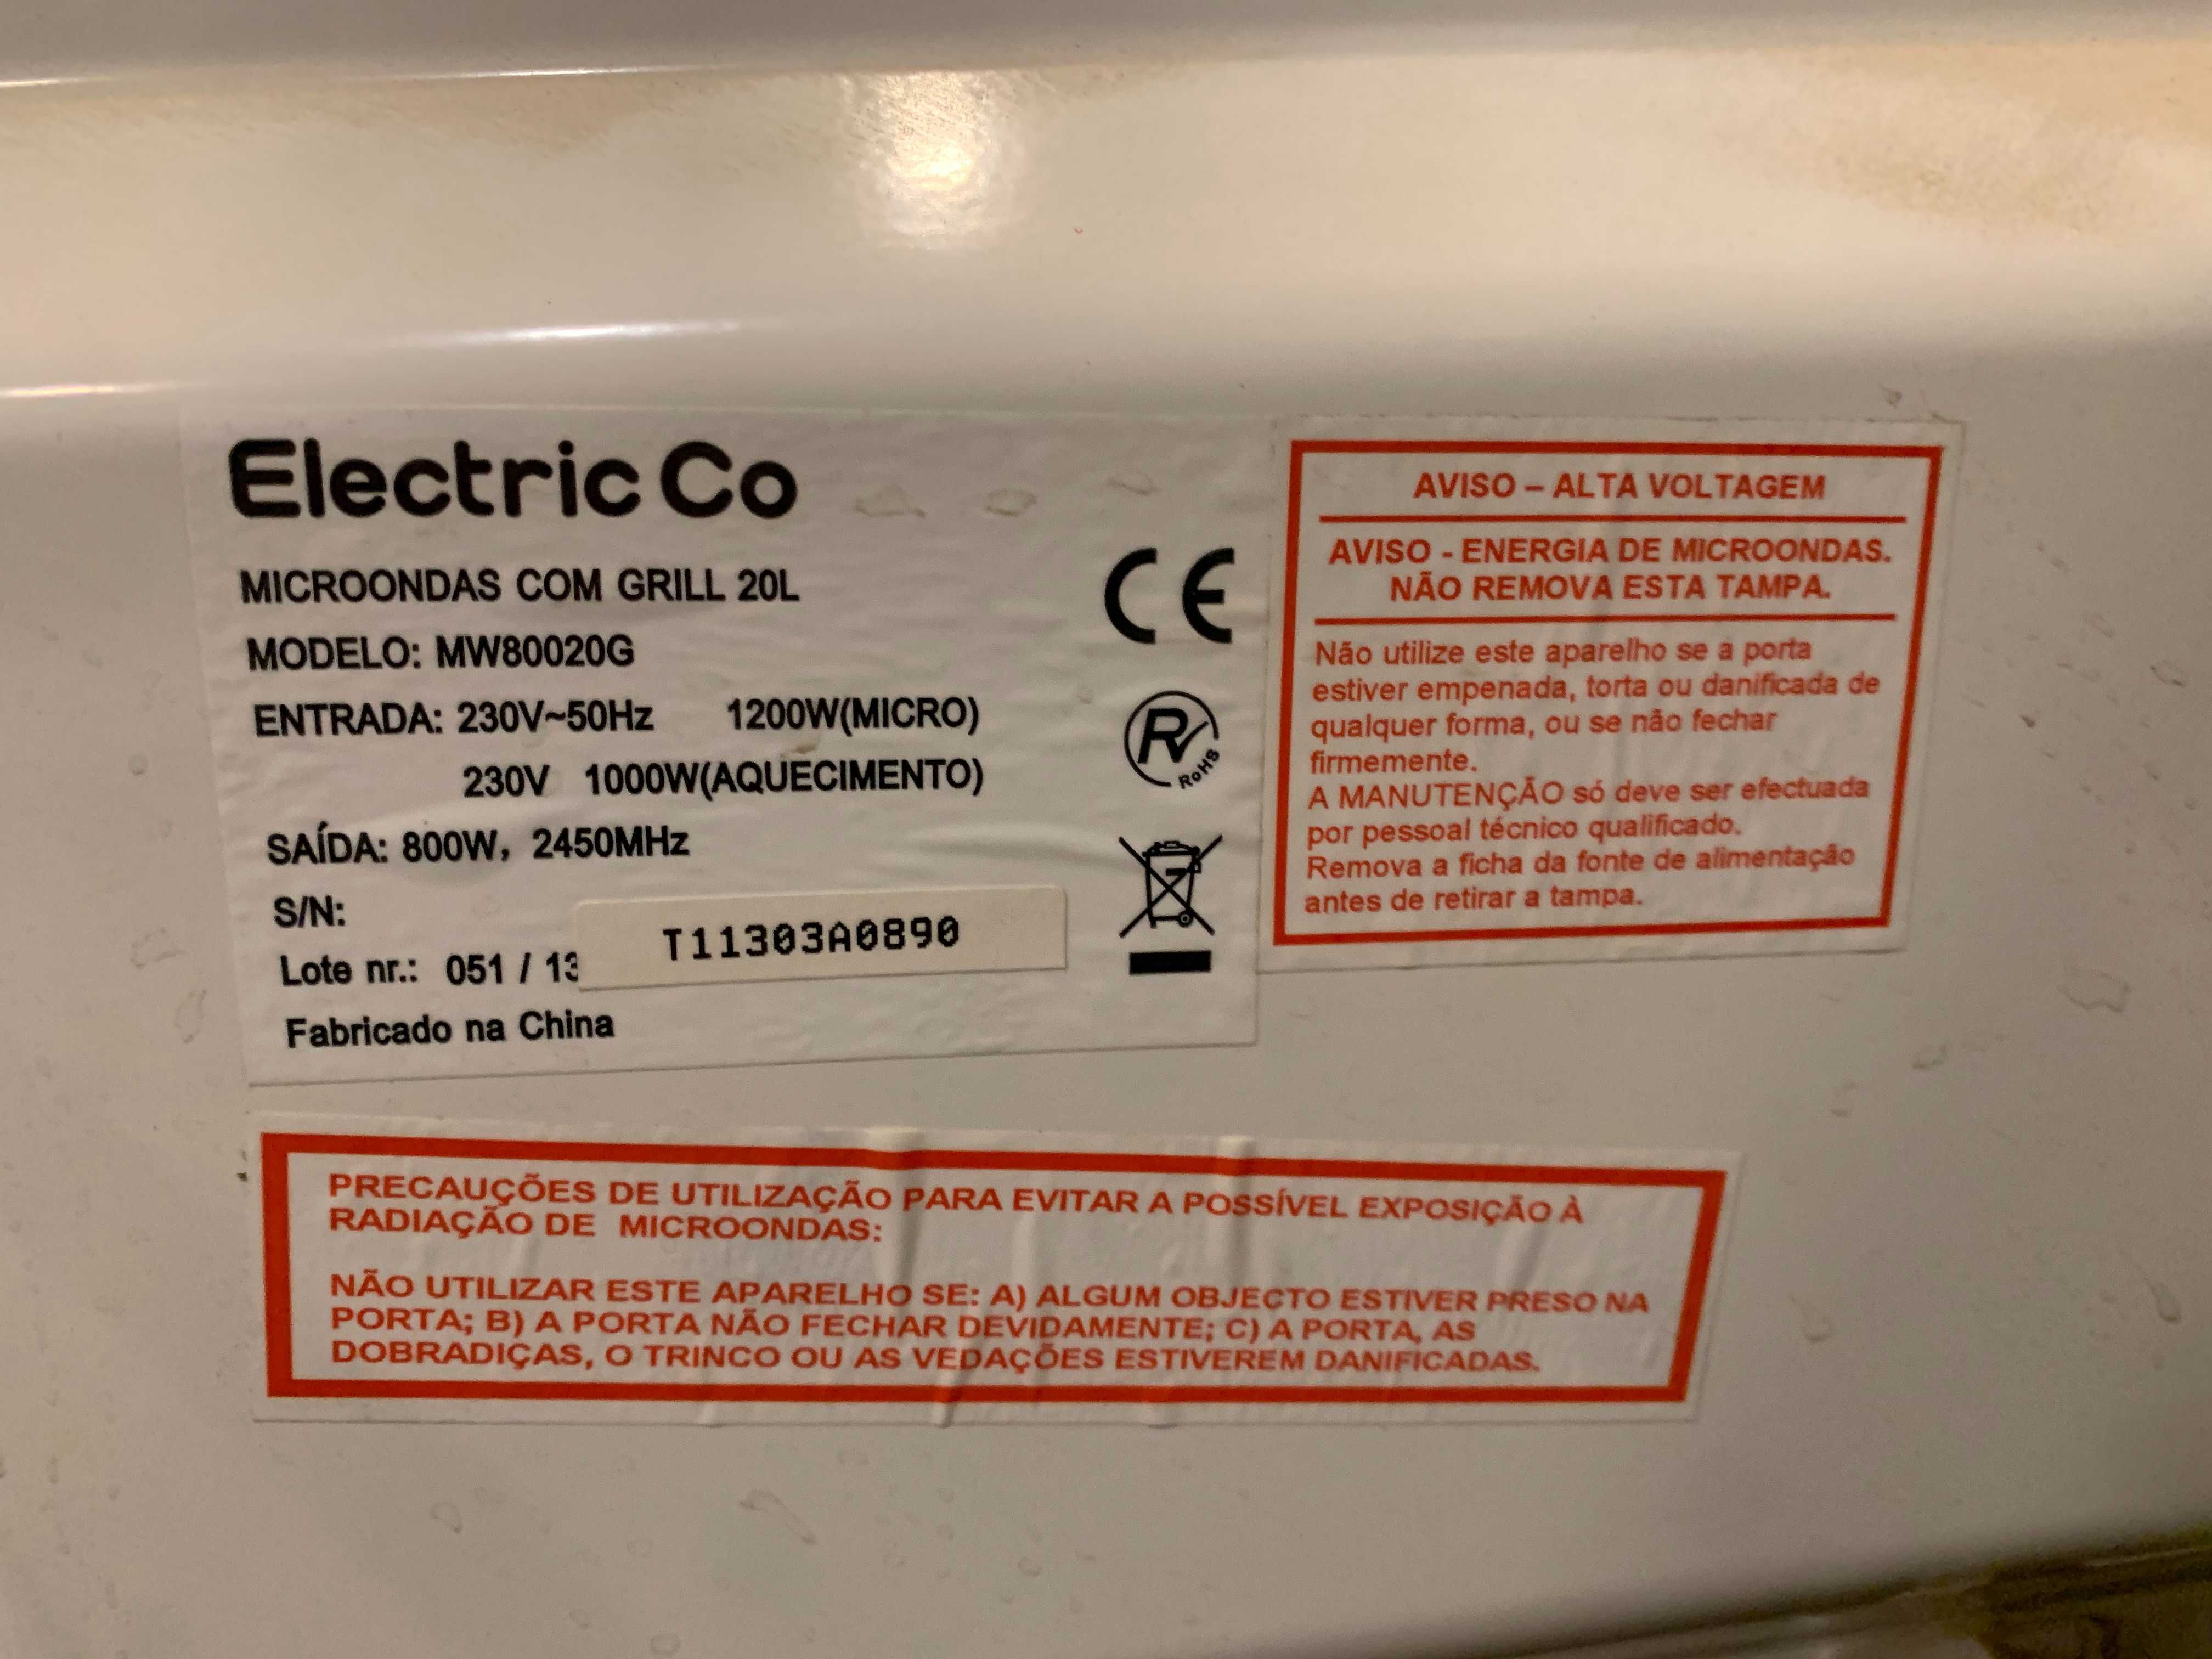 Electric Co
MICROONDAS COM GRILL 20L
MODELO: MW80020G
ENTRADA: 230V~50Hz 1200W(MICRO)
230V 1000W(AQUECIMENTO)
SAÍDA: 800W, 2450MHz
S/N:
T11303A0890
Lote nr.: 051 / 13
Fabricado na China
CE
R
RoHS
AVISO – ALTA VOLTAGEM
AVISO - ENERGIA DE MICROONDAS.
NÃO REMOVA ESTA TAMPA.
Não utilize este aparelho se a porta
estiver empenada, torta ou danificada de
qualquer forma, ou se não fechar
firmemente.
A MANUTENÇÃO só deve ser efectuada
por pessoal técnico qualificado.
Remova a ficha da fonte de alimentação
antes de retirar a tampa.
PRECAUÇÕES DE UTILIZAÇÃO PARA EVITAR A POSSÍVEL EXPOSIÇÃO À
RADIAÇÃO DE MICROONDAS:
NÃO UTILIZAR ESTE APARELHO SE: A) ALGUM OBJECTO ESTIVER PRESO NA
PORTA; B) A PORTA NÃO FECHAR DEVIDAMENTE; C) A PORTA, AS
DOBRADIÇAS, O TRINCO OU AS VEDAÇÕES ESTIVEREM DANIFICADAS.